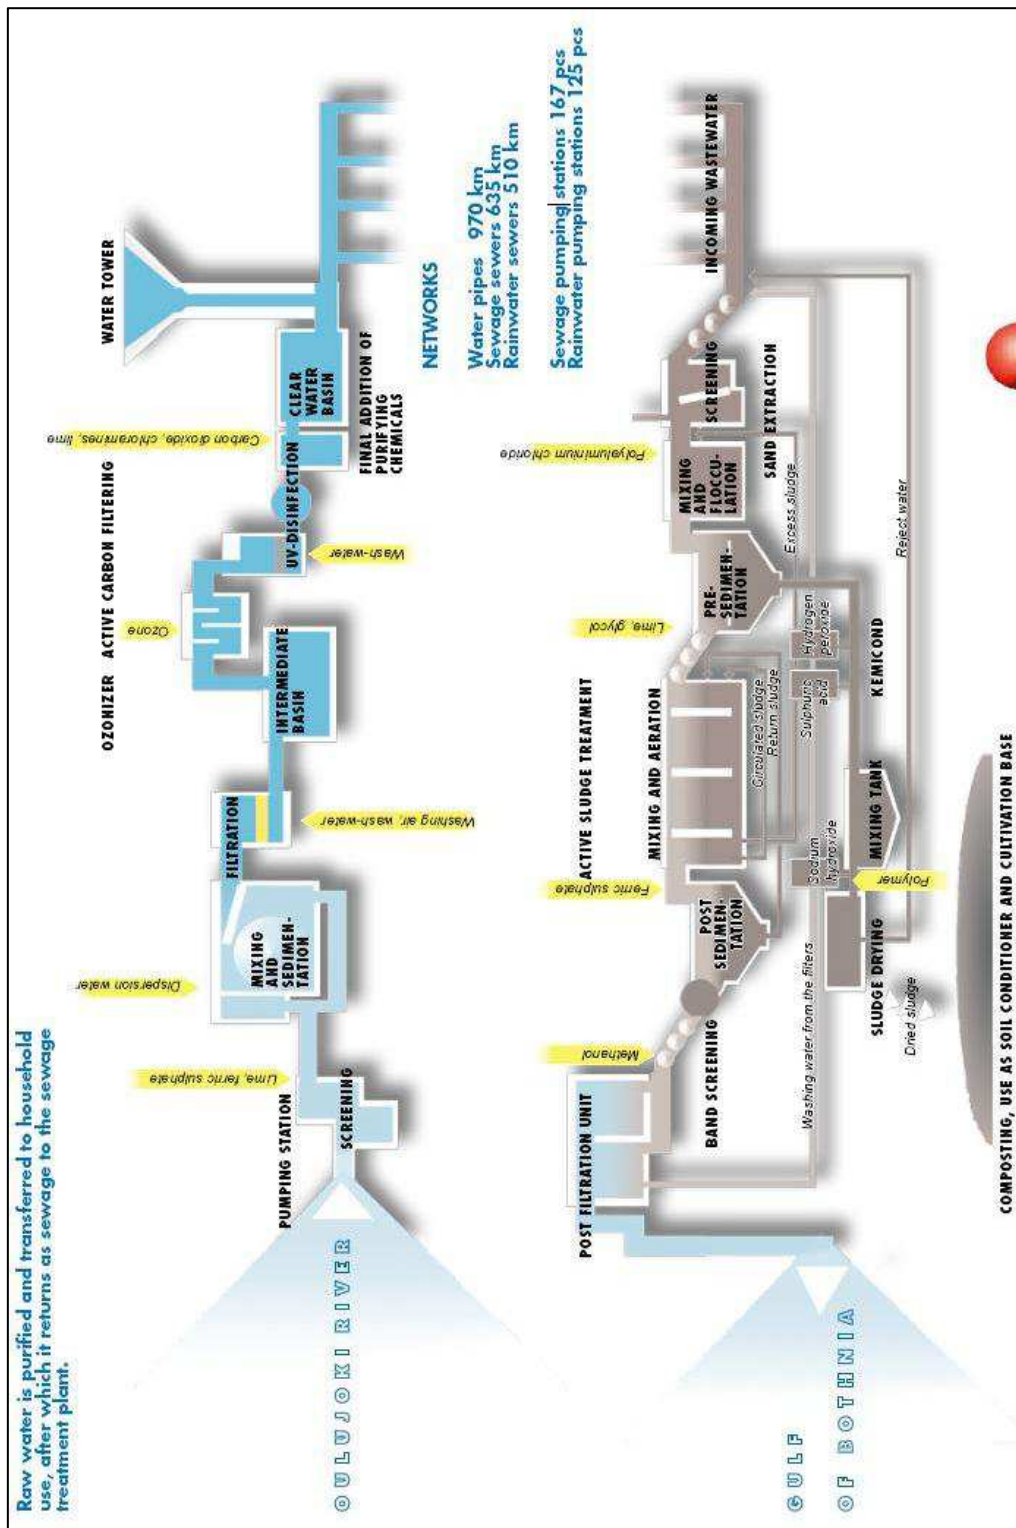 Raw water is purified and transferred to household
use, after which it returns as sewage to the sewage
treatment plant.
OULUJOKI RIVER
PUMPING STATION
SCREENING
Lime, ferric sulphate
Dispersion water
MIXING
AND
SEDIMEN-
TATION
FILTRATION
Washing air, wash-water
INTERMEDIATE
BASIN
OZONIZER
Ozone
ACTIVE CARBON FILTERING
Wash-water
UV-DISINFECTION
Carbon dioxide, chloramines, lime
CLEAR
WATER
BASIN
FINAL ADDITION OF
PURIFYING
CHEMICALS
WATER TOWER
NETWORKS
Water pipes 970 km
Sewage sewers 635 km
Rainwater sewers 510 km
Sewage pumping stations 167 pcs
Rainwater pumping stations 125 pcs
INCOMING WASTEWATER
SCREENING
SAND EXTRACTION
Polyaluminium chloride
MIXING
AND
FLOCCU-
LATION
Excess sludge
Reject water
PRE-
SEDIMEN-
TATION
Lime, glycol
ACTIVE SLUDGE TREATMENT
MIXING AND AERATION
Circulated sludge
Return sludge
Hydrogen
peroxide
Sulphuric
acid
KEMICOND
Ferric sulphate
POST
SEDIMEN-
TATION
Sodium
hydroxide
MIXING TANK
Polymer
SLUDGE DRYING
Dried sludge
Washing water from the filters
BAND SCREENING
Methanol
POST FILTRATION UNIT
GULF
OF BOTHNIA
COMPOSTING, USE AS SOIL CONDITIONER AND CULTIVATION BASE